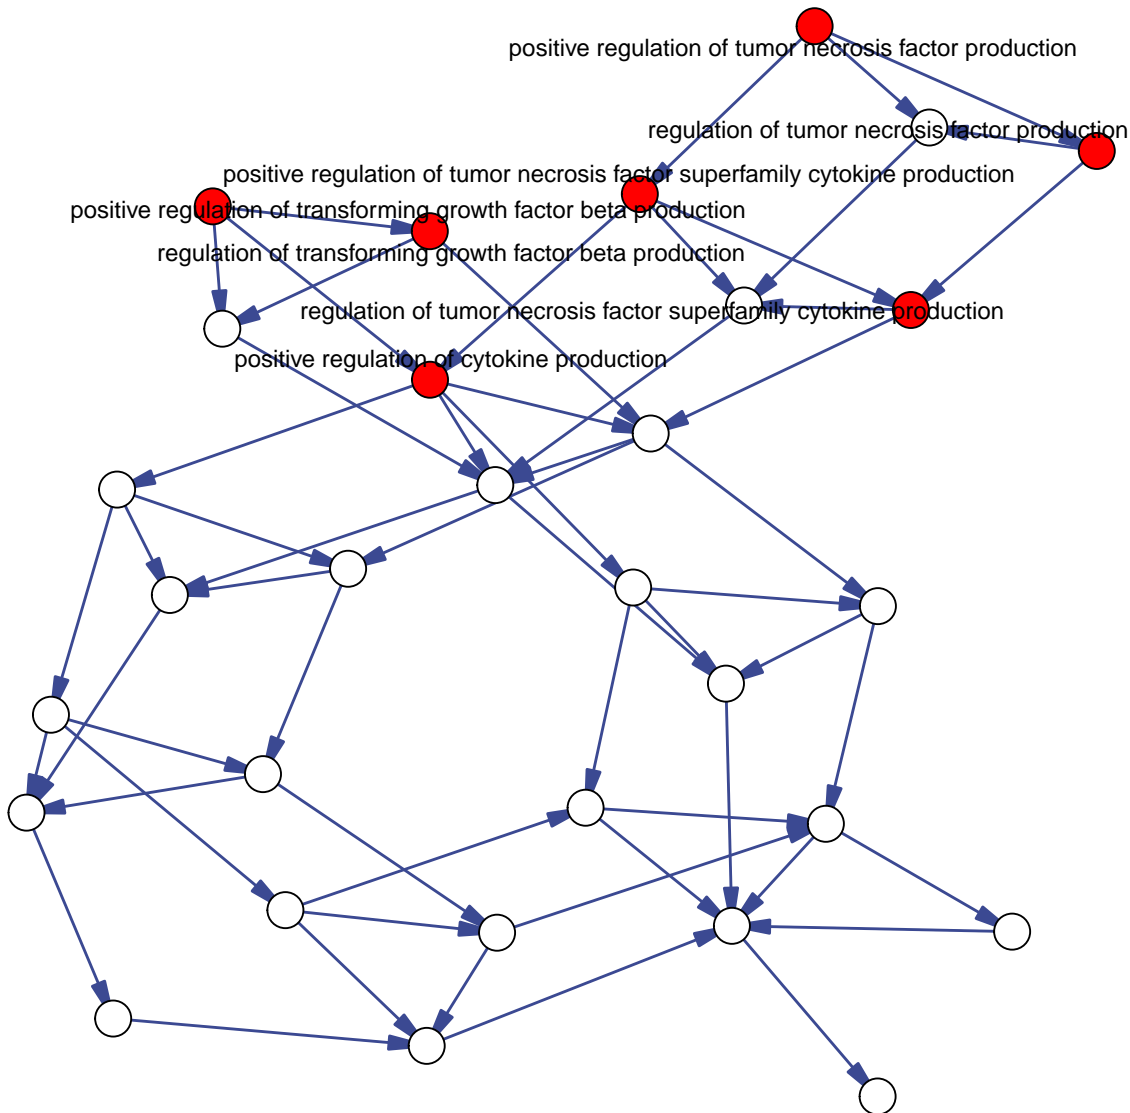 positive regulation of tumor necrosis factor production
regulation of tumor necrosis factor production
positive regulation of tumor necrosis factor superfamily cytokine production
positive regulation of transforming growth factor beta production
regulation of transforming growth factor beta production
regulation of tumor necrosis factor superfamily cytokine production
positive regulation of cytokine production